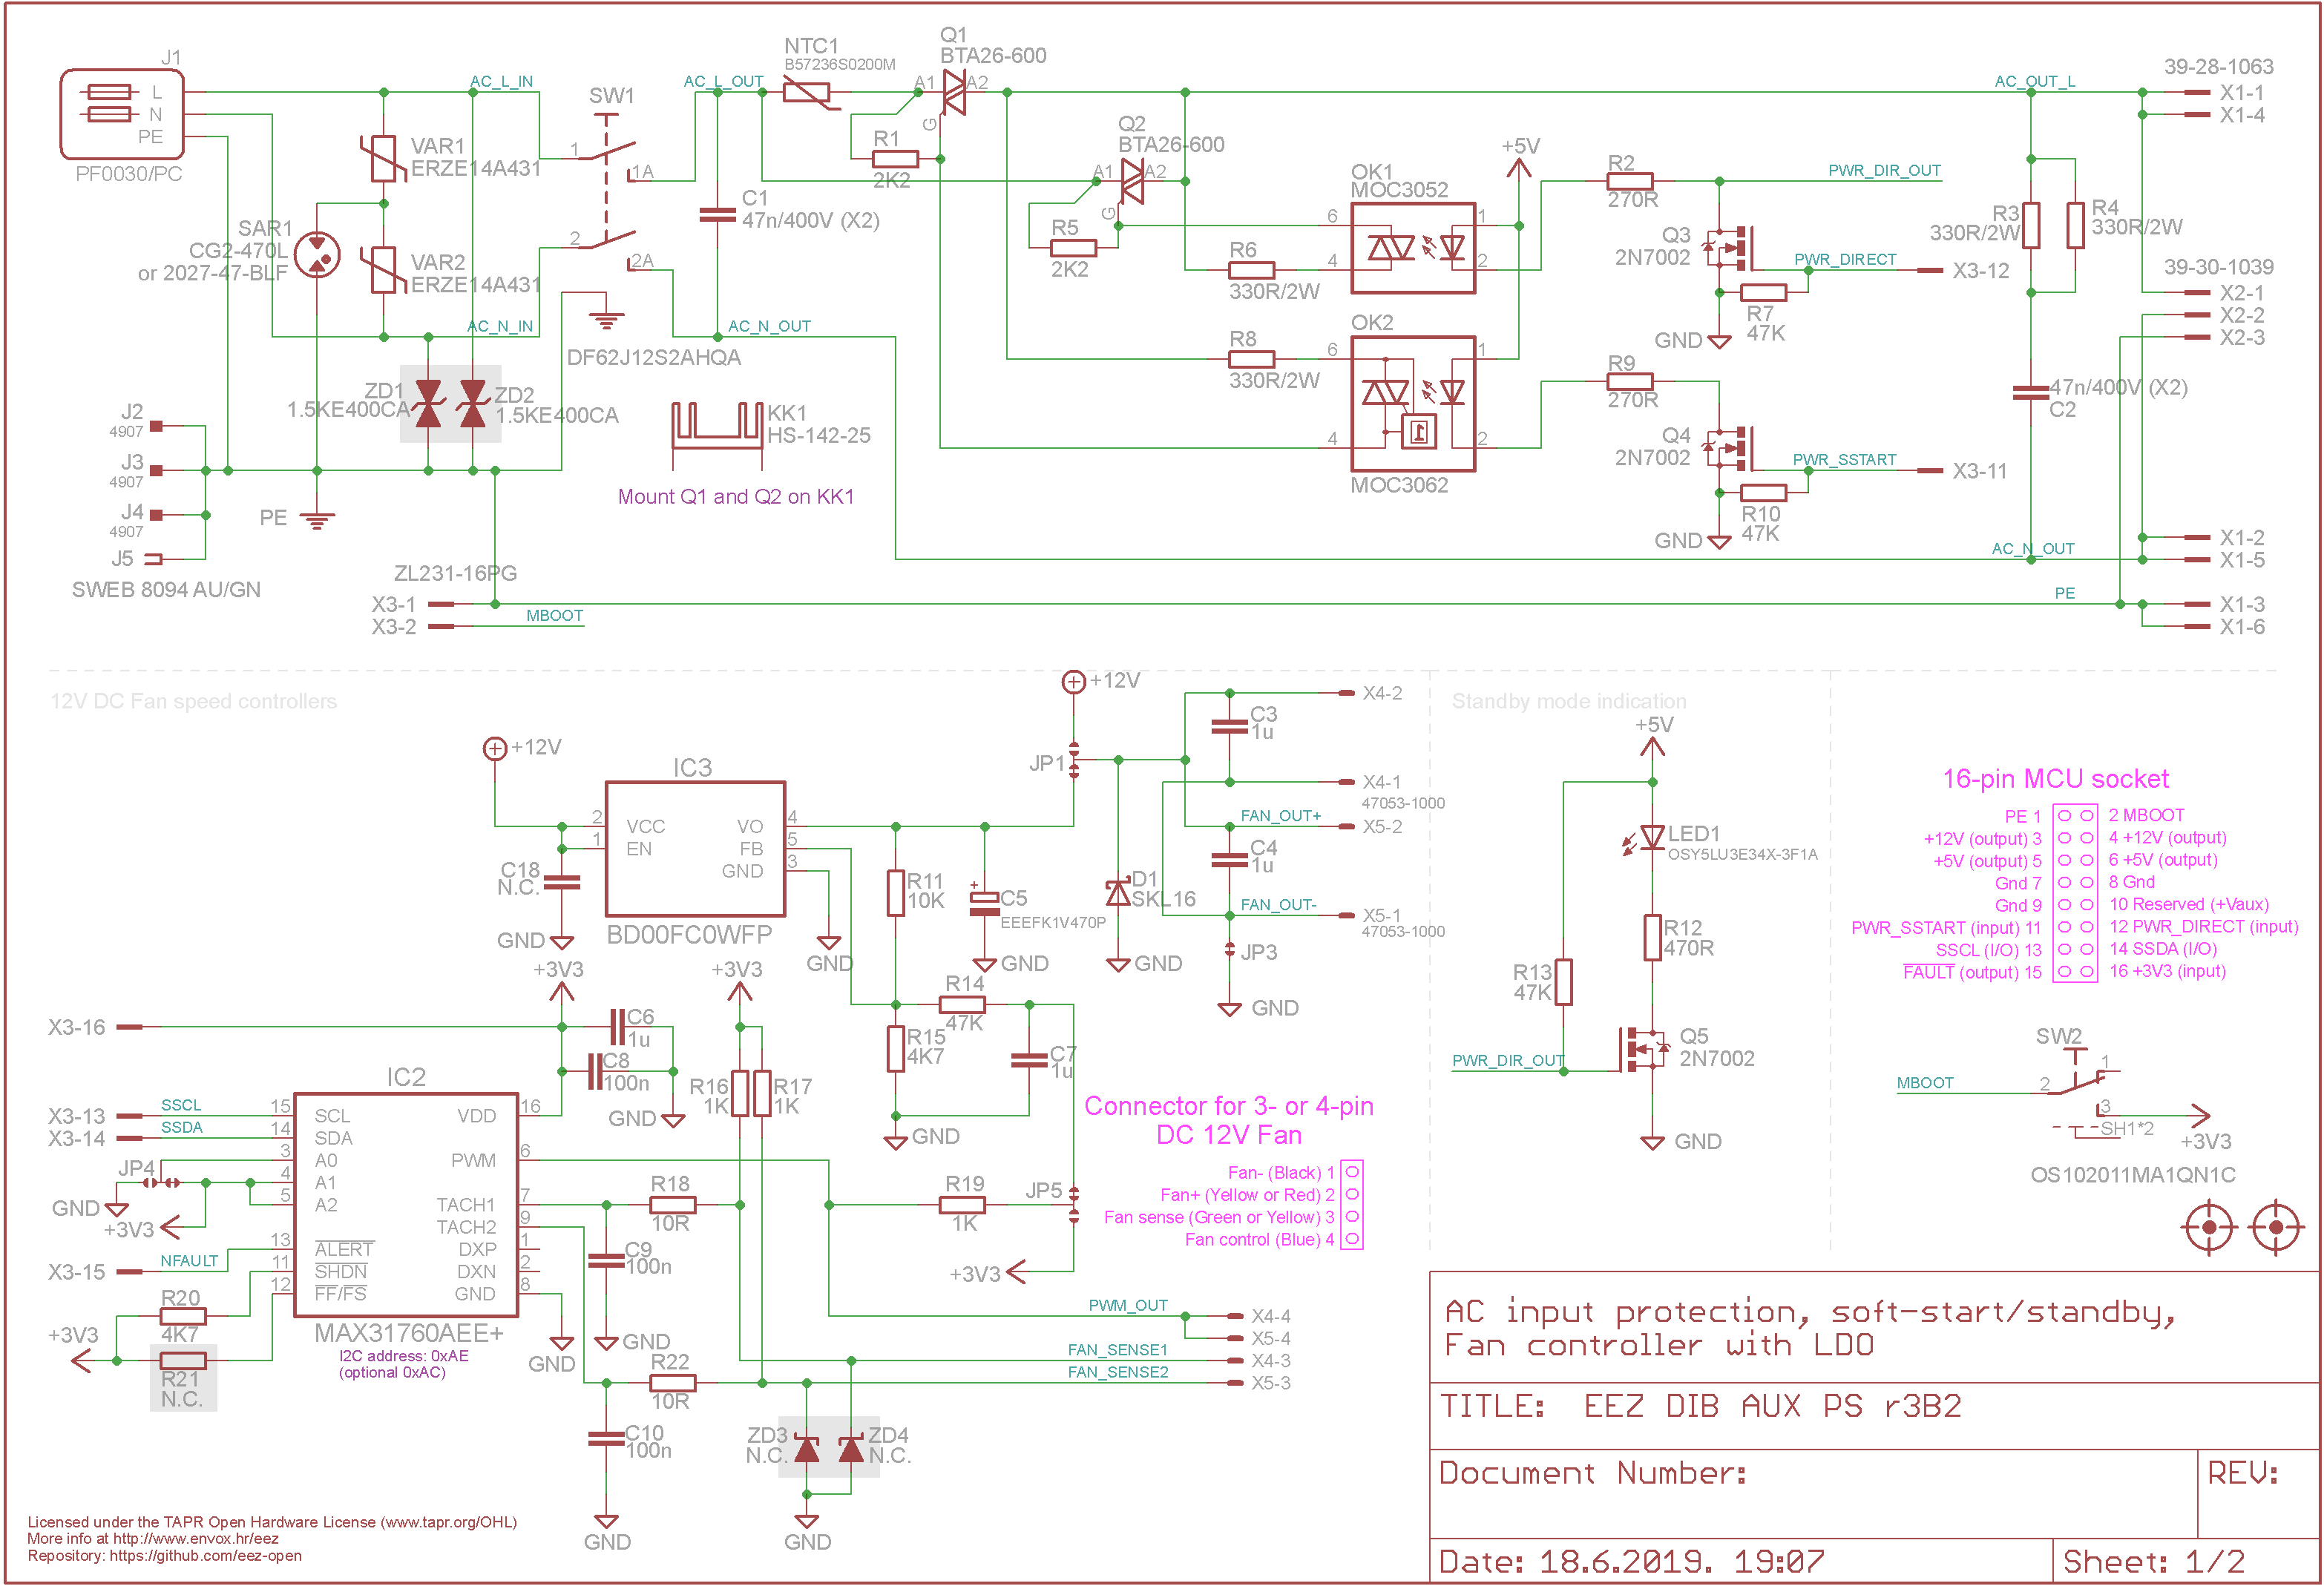 J1
L
N
PE
PF0030/PC
AC_L_IN
VAR1
ERZE14A431
SAR1
CG2-470L
or 2027-47-BLF
VAR2
ERZE14A431
AC_N_IN
SW1
1
1A
2
2A
DF62J12S2AHQA
AC_L_OUT
C1
47n/400V (X2)
AC_N_OUT
NTC1
B57236S0200M
Q1
BTA26-600
A1
A2
G
R1
2K2
Q2
BTA26-600
A1
A2
G
R5
2K2
R6
330R/2W
R8
330R/2W
OK1
MOC3052
6
4
1
2
OK2
6
4
1
2
MOC3062
+5V
R2
270R
PWR_DIR_OUT
Q3
2N7002
PWR_DIRECT
X3-12
R7
47K
GND
R9
270R
Q4
2N7002
PWR_SSTART
X3-11
R10
47K
GND
AC_OUT_L
R3
330R/2W
R4
330R/2W
47n/400V (X2)
C2
AC_N_OUT
PE
39-28-1063
X1-1
X1-4
39-30-1039
X2-1
X2-2
X2-3
X1-2
X1-5
X1-3
X1-6
ZD1
1.5KE400CA
ZD2
1.5KE400CA
KK1
HS-142-25
Mount Q1 and Q2 on KK1
J2
4907
J3
4907
J4
4907
J5
SWEB 8094 AU/GN
PE
ZL231-16PG
X3-1
X3-2
MBOOT
12V DC Fan speed controllers
+12V
IC3
2
1
VCC
EN
VO
FB
GND
4
5
3
BD00FC0WFP
C18
N.C.
GND
GND
R11
10K
C5
EEEFK1V470P
GND
+12V
JP1
D1
SKL16
GND
C3
1u
X4-2
X4-1
47053-1000
FAN_OUT+
X5-2
C4
1u
FAN_OUT-
X5-1
47053-1000
JP3
GND
R14
47K
R15
4K7
C7
1u
GND
X3-16
+3V3
C6
1u
C8
100n
GND
+3V3
R16
1K
R17
1K
IC2
X3-13
SSCL
X3-14
SSDA
15
14
3
4
5
13
11
12
SCL
SDA
A0
A1
A2
ALERT
SHDN
FF/FS
VDD
PWM
TACH1
TACH2
DXP
DXN
GND
16
6
7
9
1
2
8
MAX31760AEE+
I2C address: 0xAE
(optional 0xAC)
JP4
GND
+3V3
X3-15
NFAULT
R20
4K7
+3V3
R21
N.C.
R18
10R
C9
100n
GND
GND
R22
10R
C10
100n
GND
R19
1K
JP5
+3V3
ZD3
N.C.
ZD4
N.C.
GND
Connector for 3- or 4-pin
DC 12V Fan
Fan- (Black) 1
Fan+ (Yellow or Red) 2
Fan sense (Green or Yellow) 3
Fan control (Blue) 4
PWM_OUT
X4-4
X5-4
FAN_SENSE1
X4-3
FAN_SENSE2
X5-3
Standby mode indication
+5V
LED1
OSY5LU3E34X-3F1A
R12
470R
R13
47K
Q5
2N7002
PWR_DIR_OUT
GND
16-pin MCU socket
PE 1 2 MBOOT
+12V (output) 3 4 +12V (output)
+5V (output) 5 6 +5V (output)
Gnd 7 8 Gnd
Gnd 9 10 Reserved (+Vaux)
PWR_SSTART (input) 11 12 PWR_DIRECT (input)
SSCL (I/O) 13 14 SSDA (I/O)
FAULT (output) 15 16 +3V3 (input)
SW2
MBOOT
2
1
3
SH1*2
+3V3
OS102011MA1QN1C
AC input protection, soft-start/standby,
Fan controller with LDO
TITLE: EEZ DIB AUX PS r3B2
Document Number:
REV:
Date: 18.6.2019. 19:07
Sheet: 1/2
Licensed under the TAPR Open Hardware License (www.tapr.org/OHL)
More info at http://www.envox.hr/eez
Repository: https://github.com/eez-open